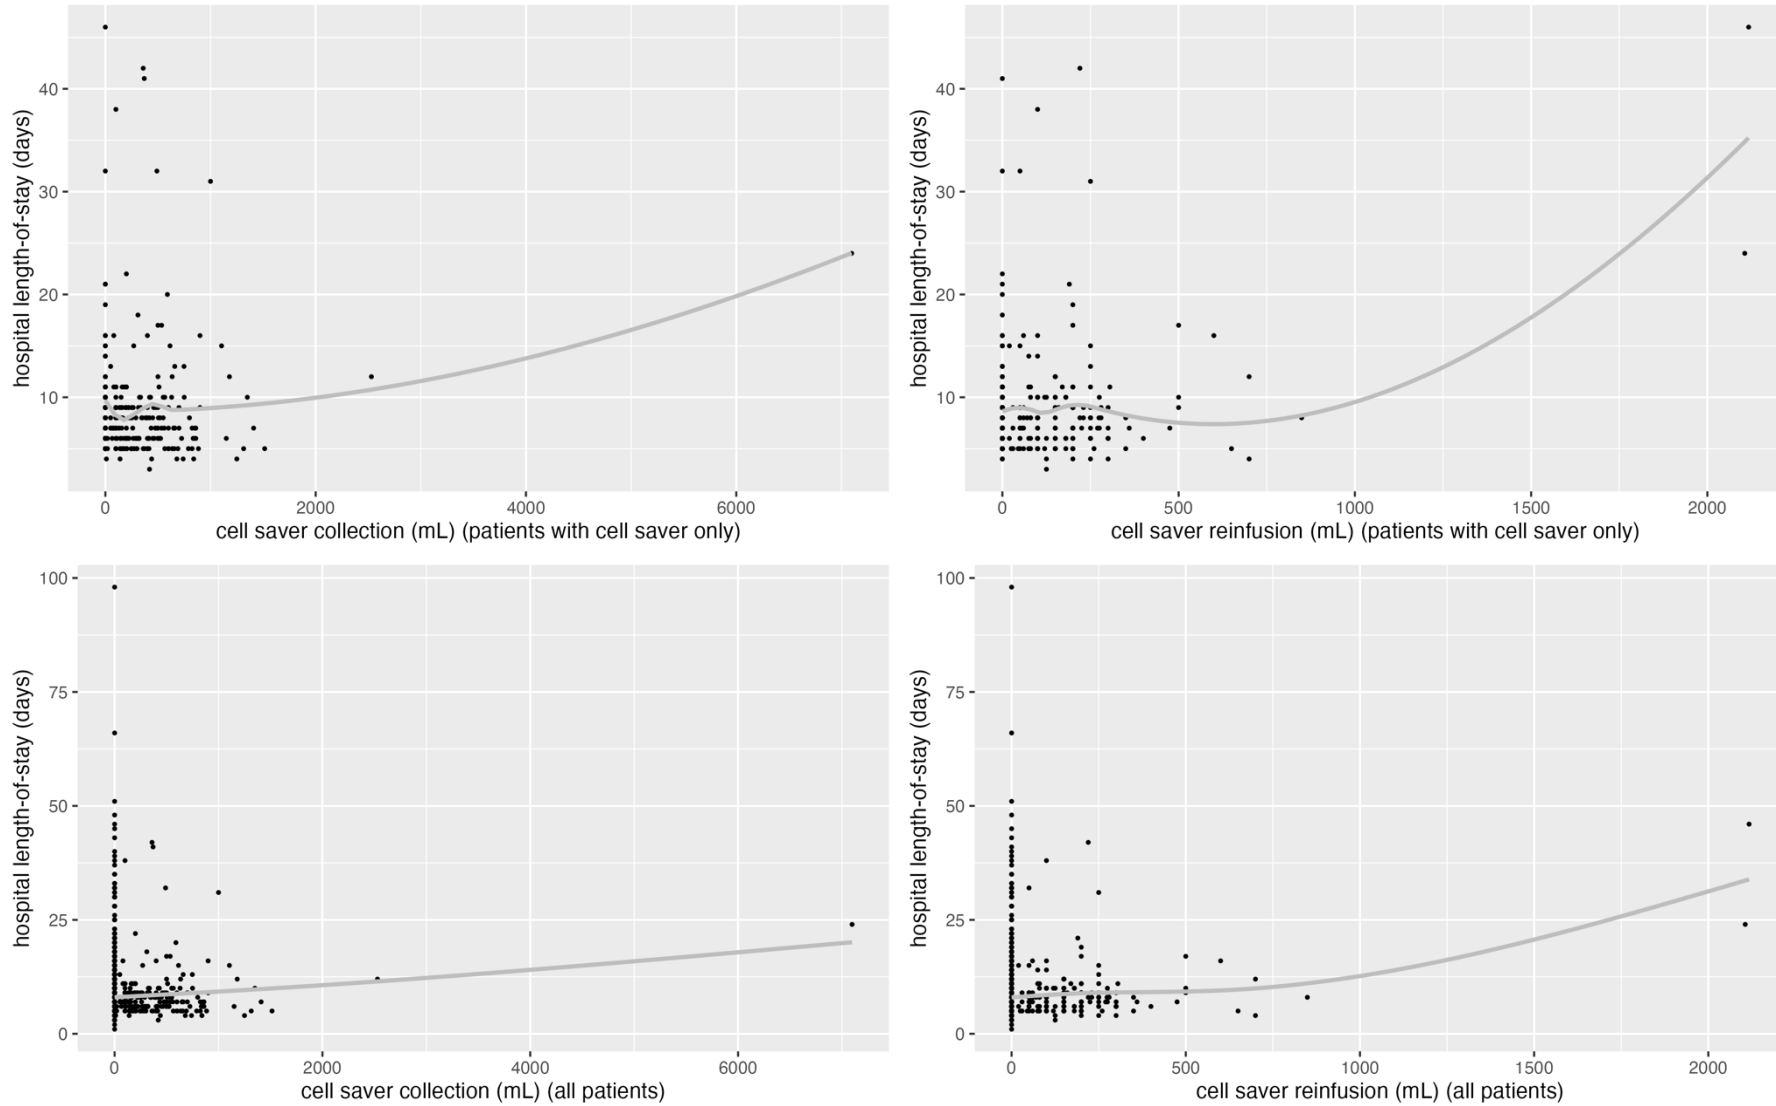 40
30
20
10
hospital length-of-stay (days)
0 2000 4000 6000
cell saver collection (mL) (patients with cell saver only)
40
30
20
10
hospital length-of-stay (days)
0 500 1000 1500 2000
cell saver reinfusion (mL) (patients with cell saver only)
100
75
50
25
0
hospital length-of-stay (days)
0 2000 4000 6000
cell saver collection (mL) (all patients)
100
75
50
25
0
hospital length-of-stay (days)
0 500 1000 1500 2000
cell saver reinfusion (mL) (all patients)